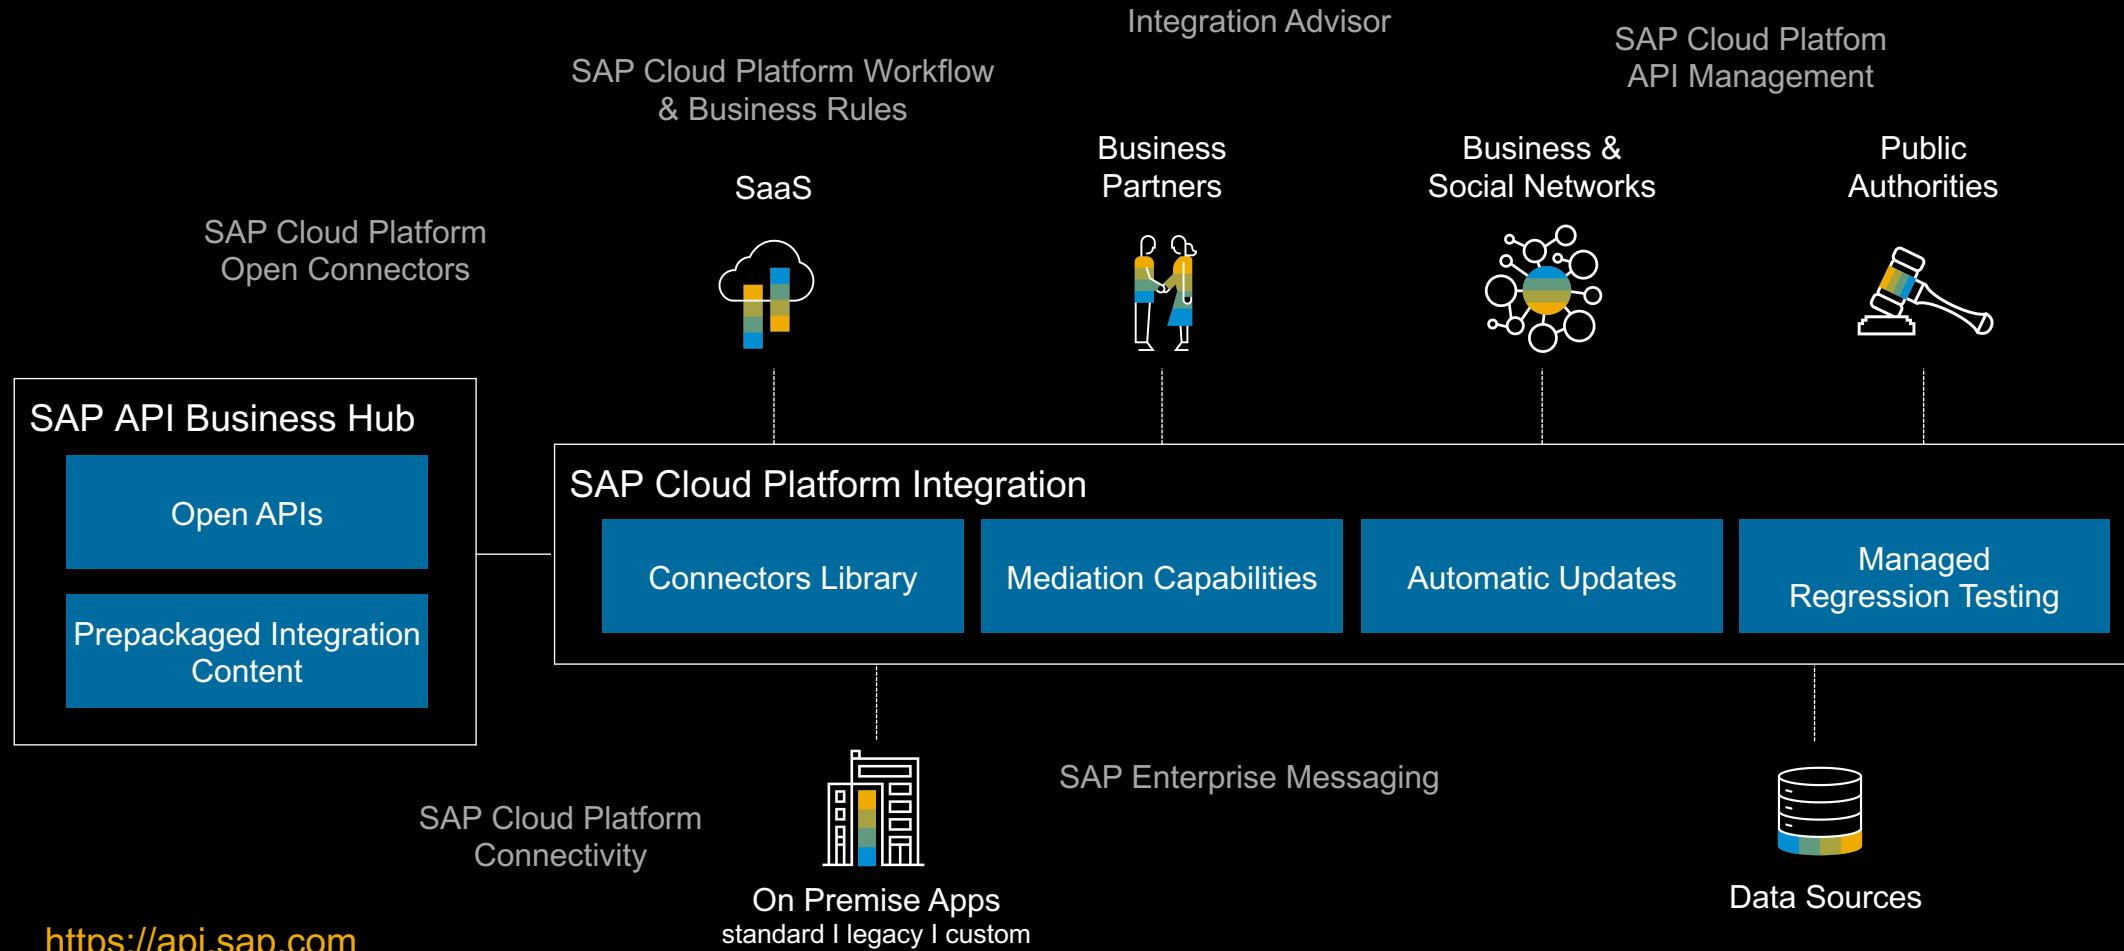 Integration Advisor
SAP Cloud Platfom
API Management
SAP Cloud Platform Workflow
& Business Rules
Business
Partners
Business &
Social Networks
Public
Authorities
SaaS
SAP Cloud Platform
Open Connectors
SAP API Business Hub
Open APIs
Prepackaged Integration
Content
SAP Cloud Platform Integration
Connectors Library
Mediation Capabilities
Automatic Updates
Managed
Regression Testing
SAP Enterprise Messaging
SAP Cloud Platform
Connectivity
On Premise Apps
standard I legacy I custom
Data Sources
https://api.sap.com